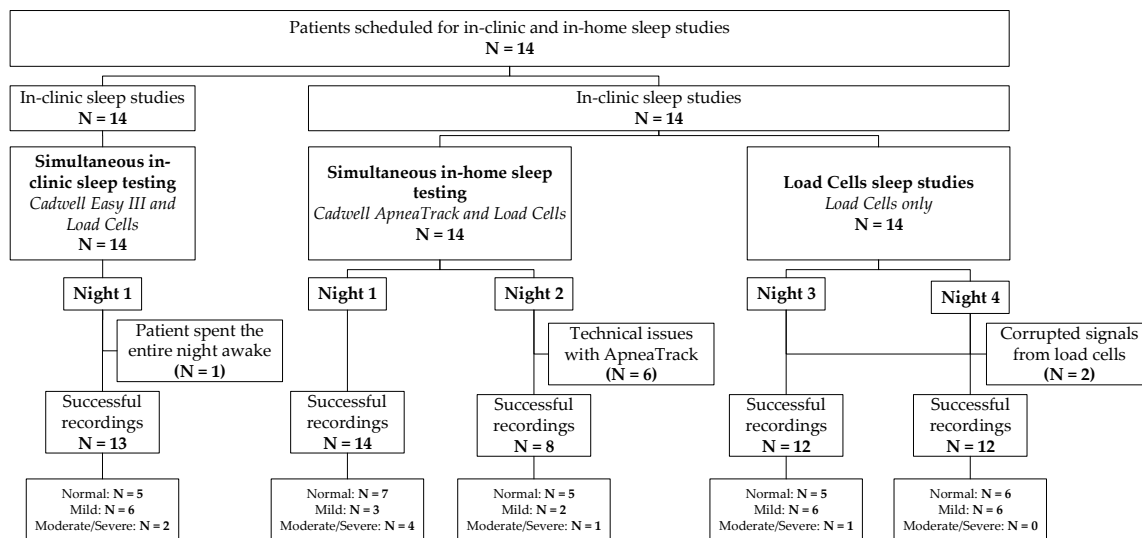 Patients scheduled for in-clinic and in-home sleep studies
N = 14
In-clinic sleep studies
N = 14
In-clinic sleep studies
N = 14
Simultaneous in-
clinic sleep testing
Cadwell Easy III and
Load Cells
N = 14
Simultaneous in-home sleep
testing
Cadwell ApneaTrack and Load Cells
N = 14
Load Cells sleep studies
Load Cells only
N = 14
Night 1
Night 1
Night 2
Night 3
Night 4
Patient spent the
entire night awake
(N = 1)
Technical issues
with ApneaTrack
(N = 6)
Corrupted signals
from load cells
(N = 2)
Successful
recordings
N = 13
Successful
recordings
N = 14
Successful
recordings
N = 8
Successful
recordings
N = 12
Successful
recordings
N = 12
Normal: N = 5
Mild: N = 6
Moderate/Severe: N = 2
Normal: N = 7
Mild: N = 3
Moderate/Severe: N = 4
Normal: N = 5
Mild: N = 2
Moderate/Severe: N = 1
Normal: N = 5
Mild: N = 6
Moderate/Severe: N = 1
Normal: N = 6
Mild: N = 6
Moderate/Severe: N = 0